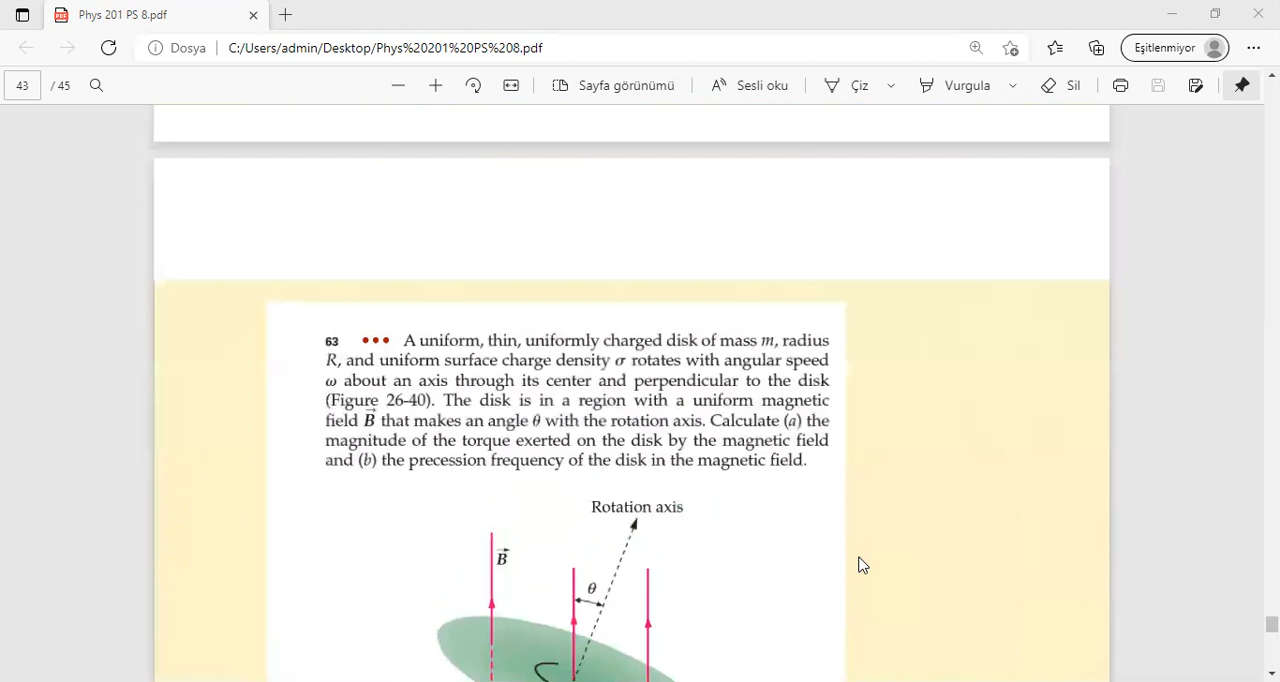 Phys 201 PS 8.pdf
Dosya
C:/Users/admin/Desktop/Phys%20201%20PS%208.pdf
Eşitlenmiyor
43 / 45
Sayfa görünümü
Sesli oku
Çiz
Vurgula
Sil
63 ••• A uniform, thin, uniformly charged disk of mass m, radius
R, and uniform surface charge density σ rotates with angular speed
ω about an axis through its center and perpendicular to the disk
(Figure 26-40). The disk is in a region with a uniform magnetic
field B⃗ that makes an angle θ with the rotation axis. Calculate (a) the
magnitude of the torque exerted on the disk by the magnetic field
and (b) the precession frequency of the disk in the magnetic field.
Rotation axis
B⃗
θ